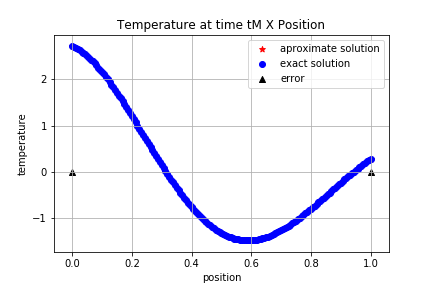 Temperature at time tM X Position
aproximate solution
exact solution
error
temperature
2
1
0
−1
0.0 0.2 0.4 0.6 0.8 1.0
position